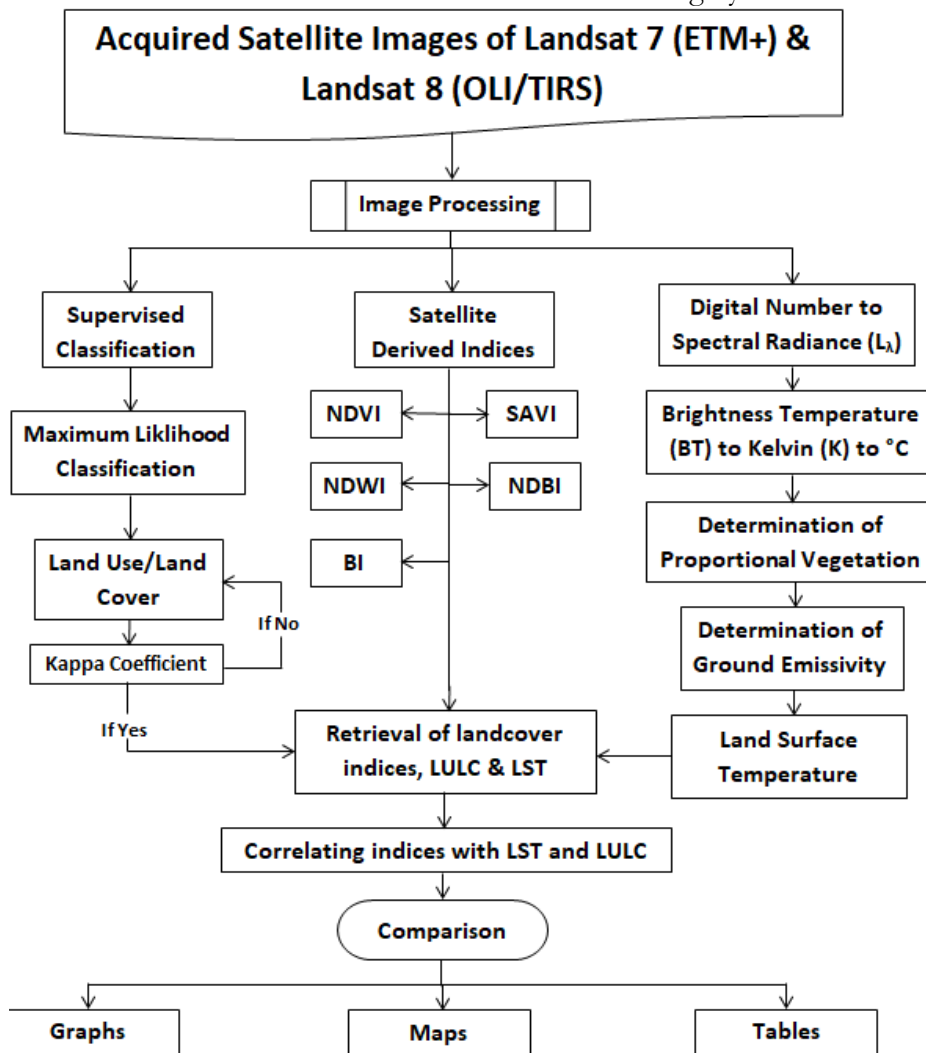 Acquired Satellite Images of Landsat 7 (ETM+) &
Landsat 8 (OLI/TIRS)
Image Processing
Supervised
Classification
Maximum Liklihood
Classification
Land Use/Land
Cover
If No
Kappa Coefficient
If Yes
Satellite
Derived Indices
NDVI
SAVI
NDWI
NDBI
BI
Digital Number to
Spectral Radiance (Lλ)
Brightness Temperature
(BT) to Kelvin (K) to °C
Determination of
Proportional Vegetation
Determination of
Ground Emissivity
Land Surface
Temperature
Retrieval of landcover
indices, LULC & LST
Correlating indices with LST and LULC
Comparison
Graphs
Maps
Tables